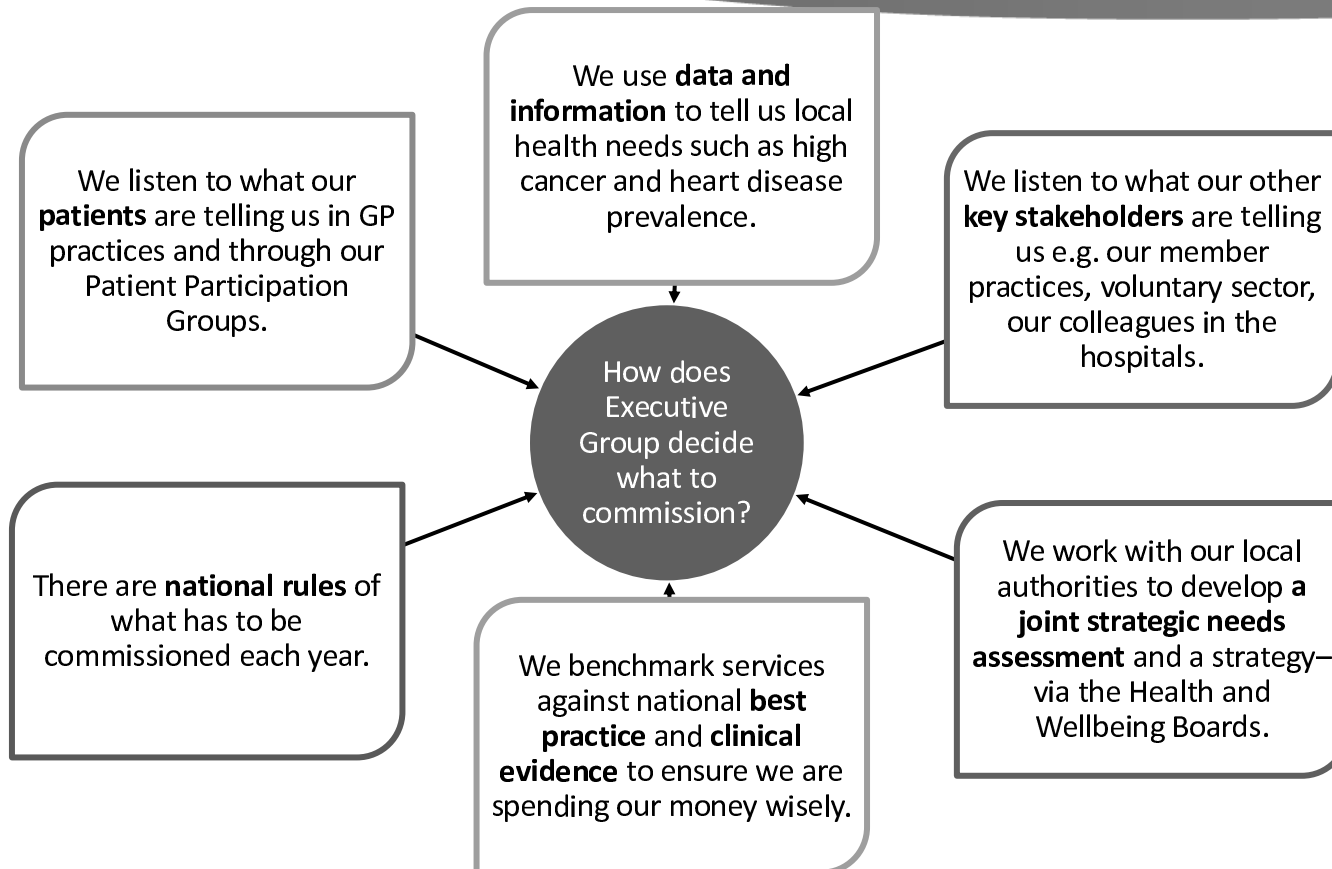 We use data and
information to tell us local
health needs such as high
cancer and heart disease
prevalence.
We listen to what our
patients are telling us in GP
practices and through our
Patient Participation
Groups.
We listen to what our other
key stakeholders are telling
us e.g. our member
practices, voluntary sector,
our colleagues in the
hospitals.
How does
Executive
Group decide
what to
commission?
There are national rules of
what has to be
commissioned each year.
We work with our local
authorities to develop a
joint strategic needs
assessment and a strategy–
via the Health and
Wellbeing Boards.
We benchmark services
against national best
practice and clinical
evidence to ensure we are
spending our money wisely.